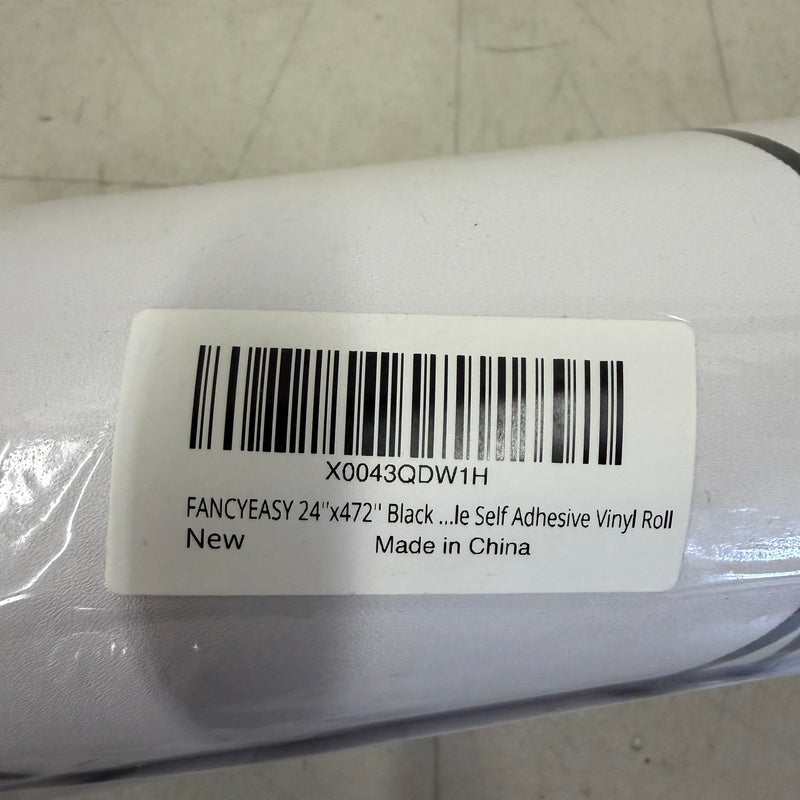 X0043QDW1H
FANCYEASY 24''x472'' Black ...le Self Adhesive Vinyl Roll
New Made in China